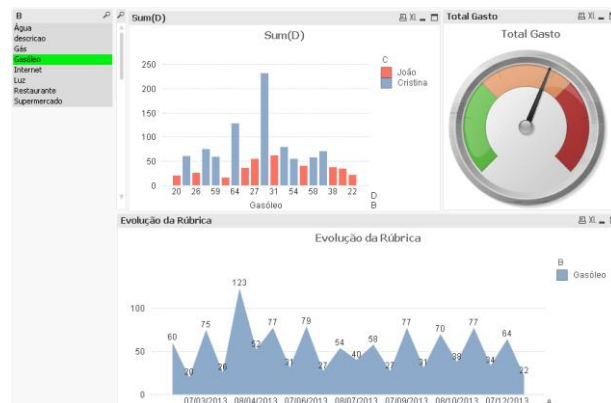 B
Água
descricao
Gás
Gasóleo
Internet
Luz
Restaurante
Supermercado
Sum(D)
XL
Sum(D)
250
200
150
100
50
0
20 26 59 64 27 31 54 58 38 22
Gasóleo
D
B
C
João
Cristina
Total Gasto
XL
Total Gasto
Evolução da Rúbrica
XL
Evolução da Rúbrica
B
Gasóleo
100
50
0
60 20 75 26 123 52 77 31 79 27 54 40 58 27 77 31 70 38 77 34 64 22
07/03/2013 08/04/2013 07/06/2013 08/07/2013 07/09/2013 08/10/2013 07/12/2013
A